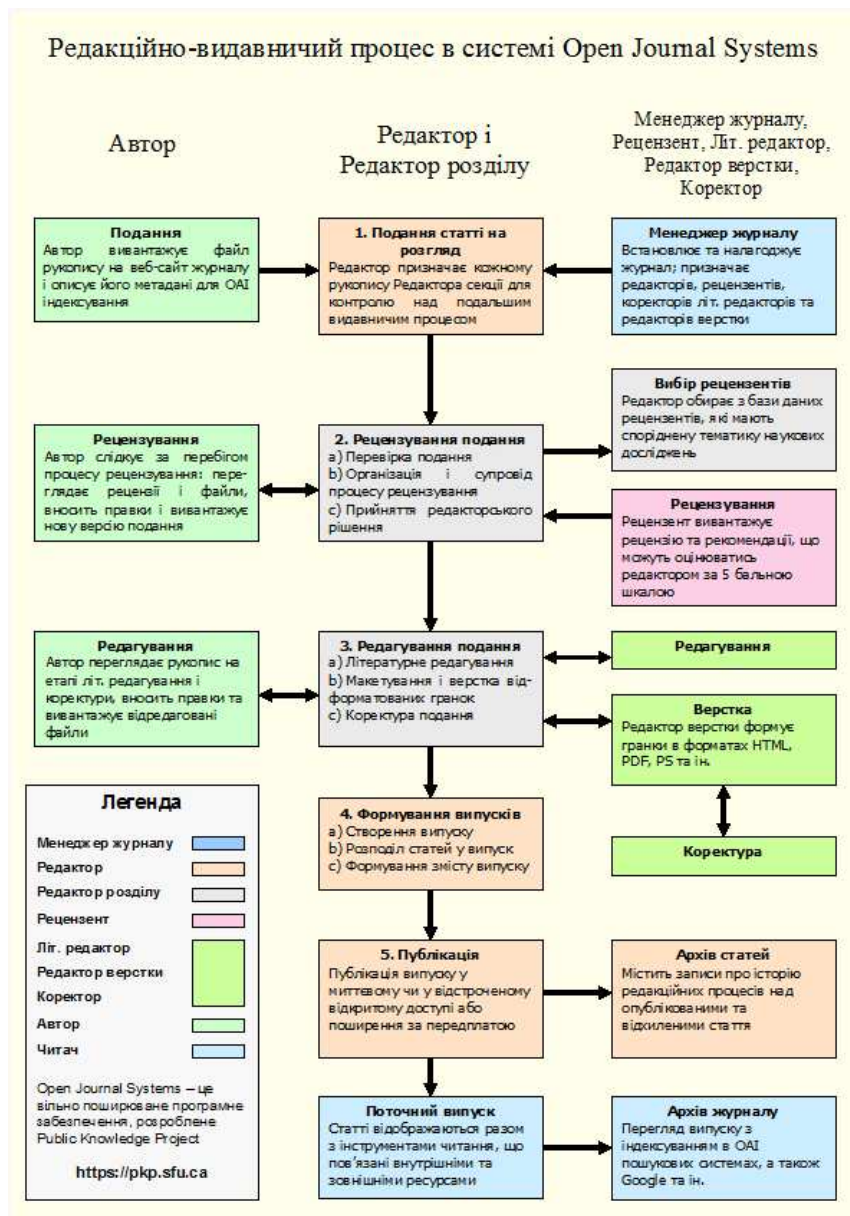 Редакційно-видавничий процес в системі Open Journal Systems
Автор
Редактор і
Редактор розділу
Менеджер журналу,
Рецензент, Літ. редактор,
Редактор верстки,
Коректор
Подання
Автор вивантажує файл
рукопису на веб-сайт журналу
і описує його метадані для OAI
індексування
1. Подання статті на
розгляд
Редактор призначає кожному
рукопису Редактора секції для
контролю над подальшим
видавничим процесом
Менеджер журналу
Встановлює та налагоджує
журнал; призначає
редакторів, рецензентів,
коректорів літ. редакторів та
редакторів верстки
Вибір рецензентів
Редактор обирає з бази даних
рецензентів, які мають
споріднену тематику наукових
досліджень
Рецензування
Автор слідкує за перебігом
процесу рецензування: пере-
глядає рецензії і файли,
вносить правки і вивантажує
нову версію подання
2. Рецензування подання
a) Перевірка подання
b) Організація і супровід
процесу рецензування
c) Прийняття редакторського
рішення
Рецензування
Рецензент вивантажує
рецензію та рекомендації, що
можуть оцінюватись
редактором за 5 бальною
шкалою
Редагування
Автор переглядає рукопис на
етапі літ. редагування і
коректури, вносить правки та
вивантажує відредаговані
файли
3. Редагування подання
a) Літературне редагування
b) Макетування і верстка від-
форматованих гранок
c) Коректура подання
Редагування
Верстка
Редактор верстки формує
гранки в форматах HTML,
PDF, PS та ін.
Коректура
4. Формування випусків
a) Створення випуску
b) Розподіл статей у випуск
c) Формування змісту випуску
5. Публікація
Публікація випуску у
миттєвому чи у відстроченому
відкритому доступі або
поширення за передплатою
Архів статей
Містить записи про історію
редакційних процесів над
опублікованими та
відхиленими стаття
Поточний випуск
Статті відображаються разом
з інструментами читання, що
пов'язані внутрішніми та
зовнішніми ресурсами
Архів журналу
Перегляд випуску з
індексуванням в OAI
пошукових системах, а також
Google та ін.
Легенда
Менеджер журналу
Редактор
Редактор розділу
Рецензент
Літ. редактор
Редактор верстки
Коректор
Автор
Читач
Open Journal Systems – це
вільно поширюване програмне
забезпечення, розроблене
Public Knowledge Project
https://pkp.sfu.ca